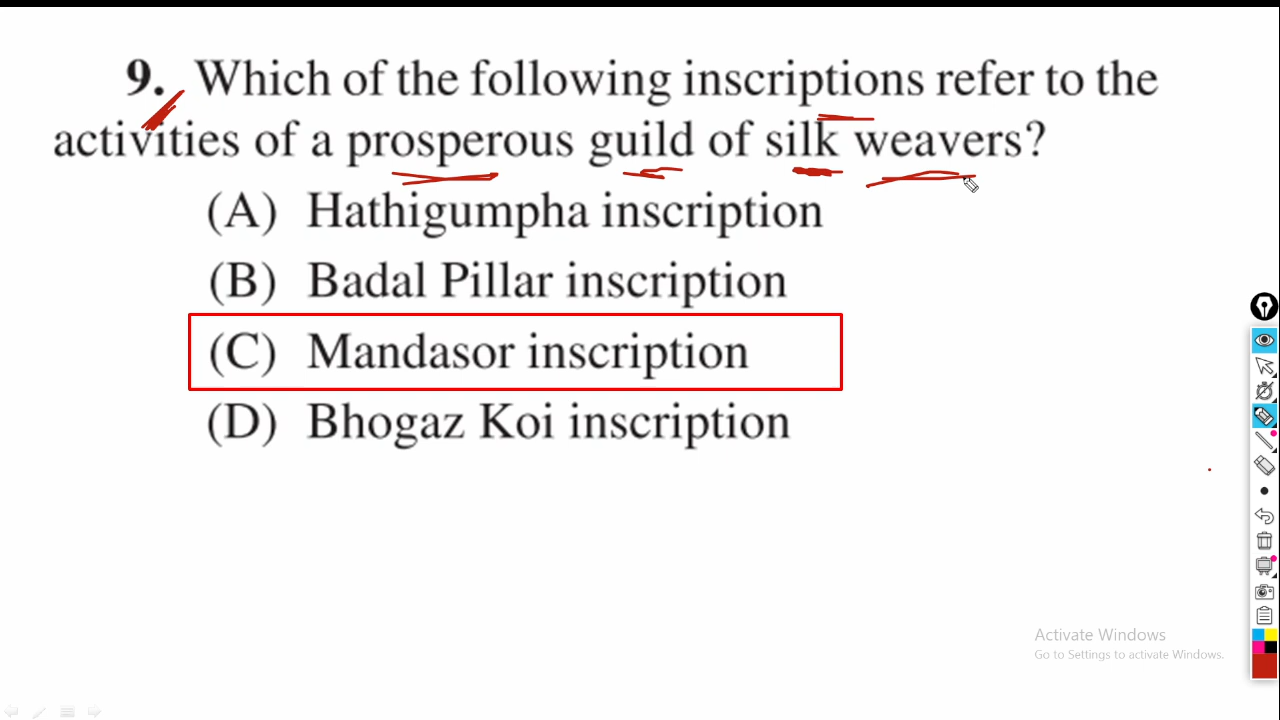 9. Which of the following inscriptions refer to the
activities of a prosperous guild of silk weavers?
(A) Hathigumpha inscription
(B) Badal Pillar inscription
(C) Mandasor inscription
(D) Bhogaz Koi inscription
Activate Windows
Go to Settings to activate Windows.